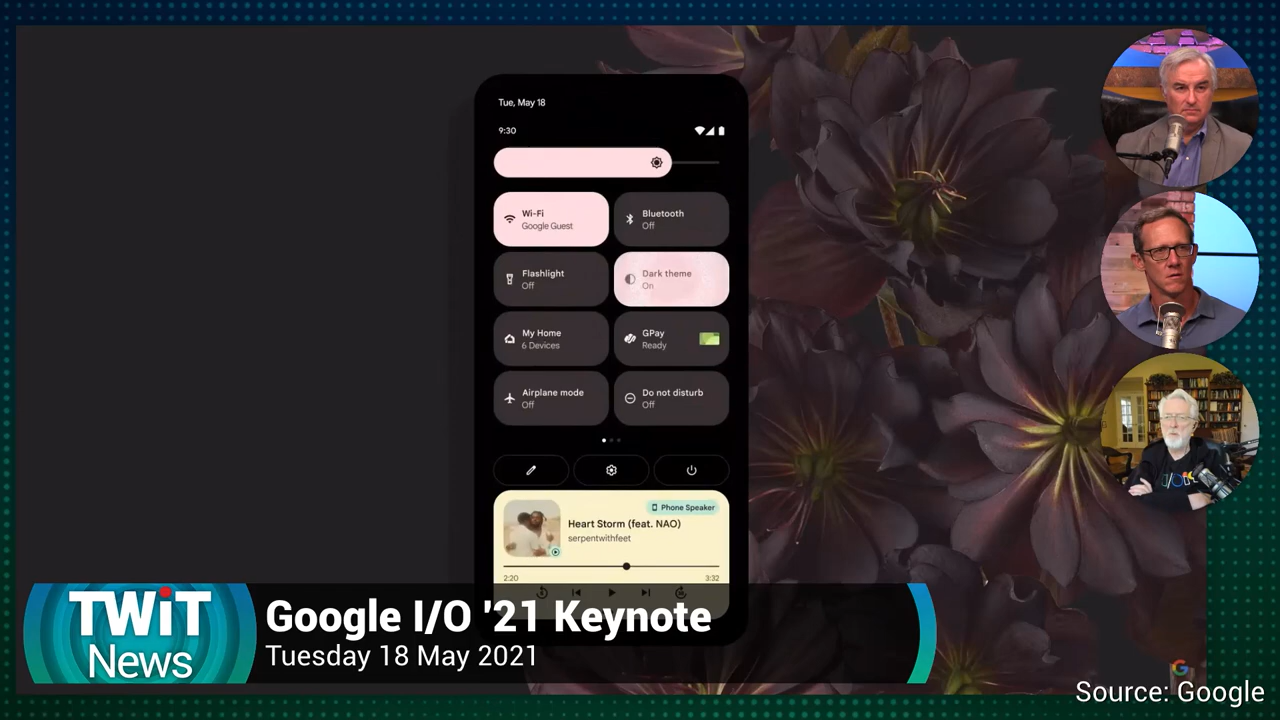 Tue, May 18
9:30
Wi-Fi
Google Guest
Bluetooth
Off
Flashlight
Off
Dark theme
On
My Home
6 Devices
GPay
Ready
Airplane mode
Off
Do not disturb
Off
Phone Speaker
Heart Storm (feat. NAO)
serpentwithfeet
2:20
3:32
TWiT
News
Google I/O '21 Keynote
Tuesday 18 May 2021
G
Source: Google
I/O